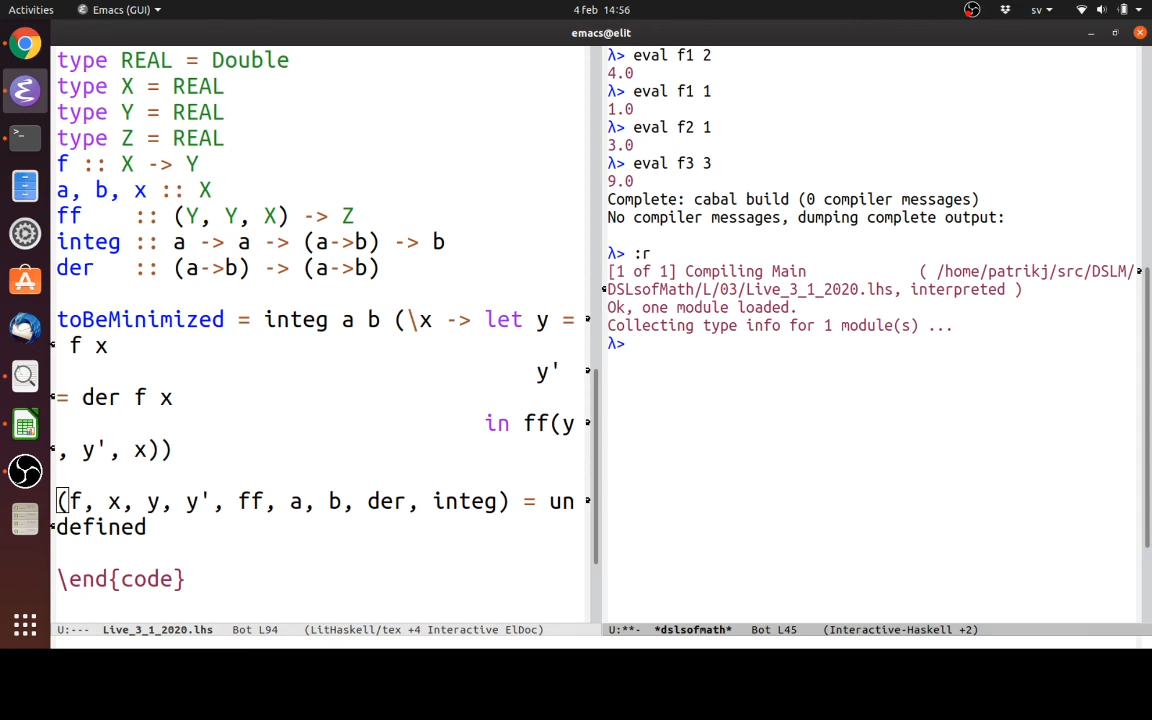 Activities Emacs (GUI) 4 feb 14:56 sv
emacs@elit
type REAL = Double
type X = REAL
type Y = REAL
type Z = REAL
f :: X -> Y
a, b, x :: X
ff :: (Y, Y, X) -> Z
integ :: a -> a -> (a->b) -> b
der :: (a->b) -> (a->b)
toBeMinimized = integ a b (\x -> let y =
f x
y'
= der f x
in ff(y
, y', x))
(f, x, y, y', ff, a, b, der, integ) = un
defined
\end{code}
U:--- Live_3_1_2020.lhs Bot L94 (LitHaskell/tex +4 Interactive ElDoc)
λ> eval f1 2
4.0
λ> eval f1 1
1.0
λ> eval f2 1
3.0
λ> eval f3 3
9.0
Complete: cabal build (0 compiler messages)
No compiler messages, dumping complete output:
λ> :r
[1 of 1] Compiling Main ( /home/patrikj/src/DSLM/
DSLsofMath/L/03/Live_3_1_2020.lhs, interpreted )
Ok, one module loaded.
Collecting type info for 1 module(s) ...
λ>
U:**- *dslsofmath* Bot L45 (Interactive-Haskell +2)